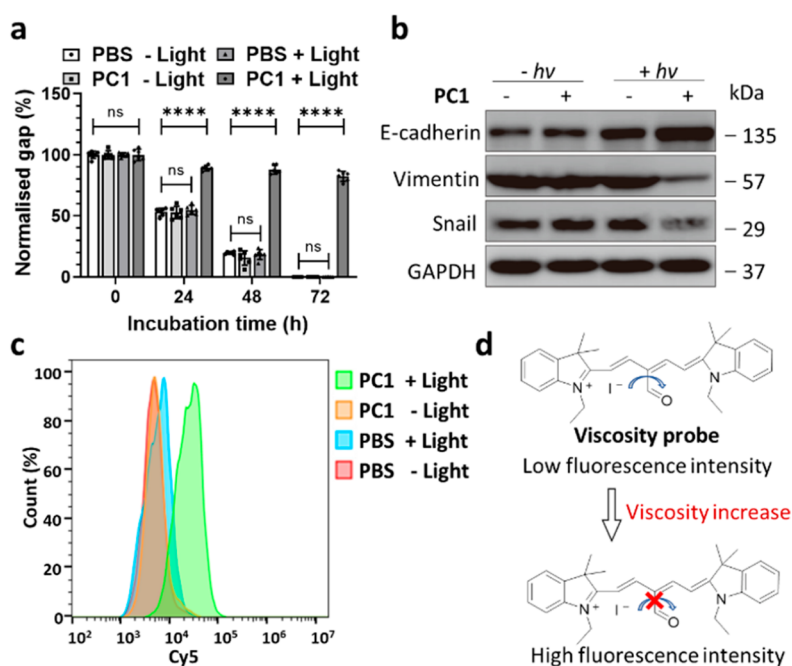 a
PBS - Light PBS + Light
PC1 - Light PC1 + Light
Normalised gap (%)
150
100
50
0
ns **** **** ****
ns ns ns
0 24 48 72
Incubation time (h)
b
- hv + hv
PC1 - + - + kDa
E-cadherin – 135
Vimentin – 57
Snail – 29
GAPDH – 37
c
Count (%)
100
80
60
40
20
0
10² 10³ 10⁴ 10⁵ 10⁶ 10⁷
Cy5
PC1 + Light
PC1 - Light
PBS + Light
PBS - Light
d
N⁺ I⁻ O N
Viscosity probe
Low fluorescence intensity
Viscosity increase
N⁺ I⁻ O N
High fluorescence intensity